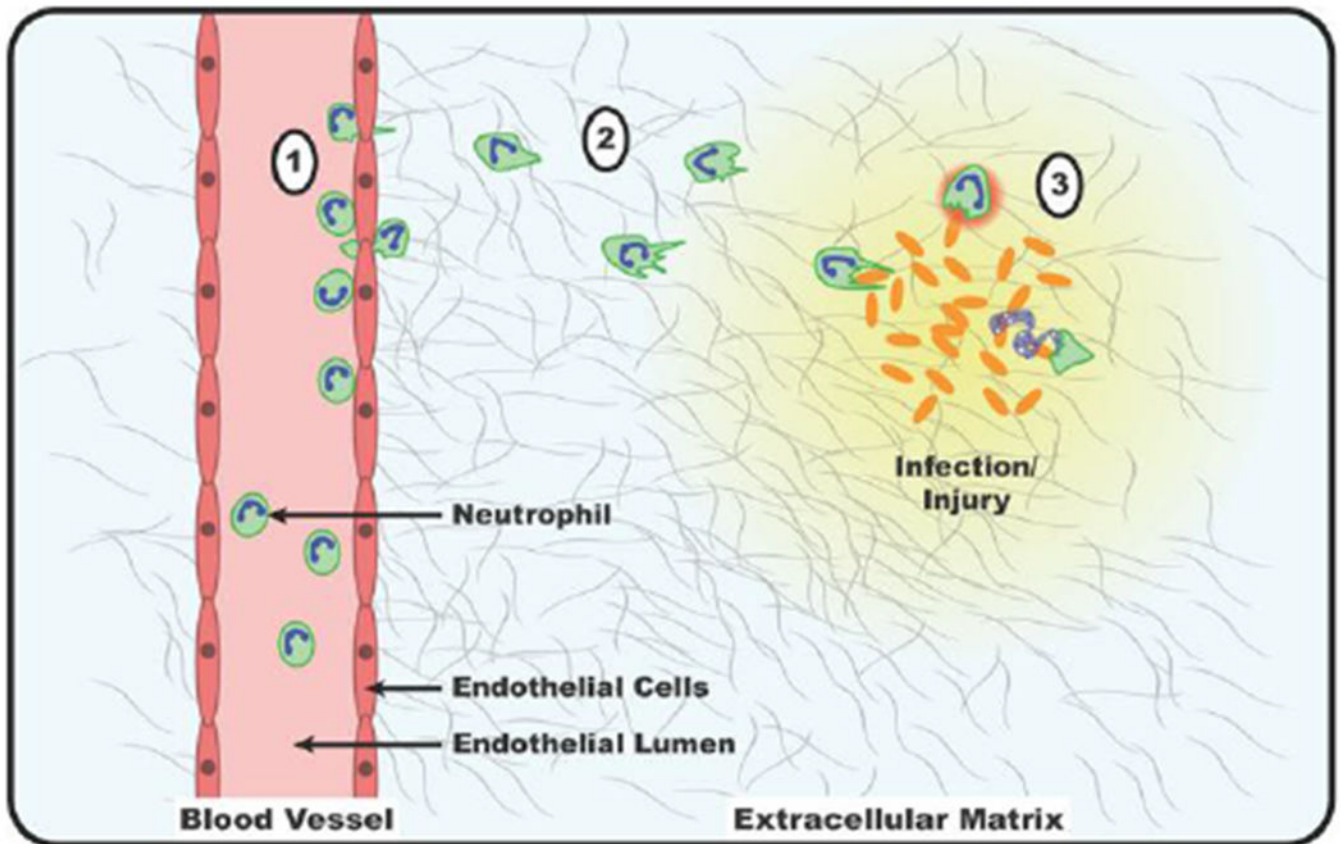 1
2
3
Infection/
Injury
Neutrophil
Endothelial Cells
Endothelial Lumen
Blood Vessel
Extracellular Matrix